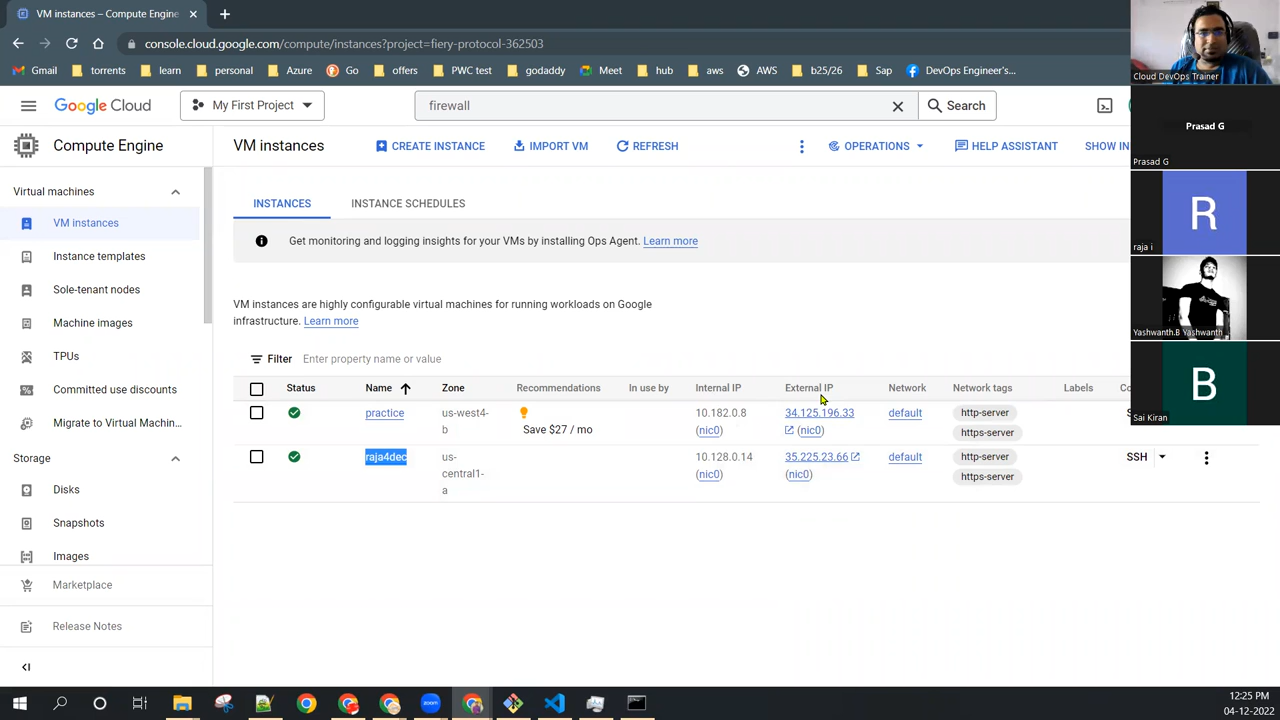 VM instances – Compute Engine
console.cloud.google.com/compute/instances?project=fiery-protocol-362503
Gmail torrents learn personal Azure Go offers PWC test godaddy Meet hub aws AWS b25/26 Sap DevOps Engineer's...
Cloud DevOps Trainer
Google Cloud My First Project firewall Search
Prasad G
Prasad G
Compute Engine
VM instances CREATE INSTANCE IMPORT VM REFRESH OPERATIONS HELP ASSISTANT SHOW IN
Virtual machines
VM instances
Instance templates
Sole-tenant nodes
Machine images
TPUs
Committed use discounts
Migrate to Virtual Machin...
Storage
Disks
Snapshots
Images
Marketplace
Release Notes
INSTANCES INSTANCE SCHEDULES
Get monitoring and logging insights for your VMs by installing Ops Agent. Learn more
VM instances are highly configurable virtual machines for running workloads on Google
infrastructure. Learn more
Filter Enter property name or value
Status Name Zone Recommendations In use by Internal IP External IP Network Network tags Labels Co
practice us-west4- 10.182.0.8 34.125.196.33 default http-server S
b Save $27 / mo (nic0) (nic0) https-server
raja4dec us- 10.128.0.14 35.225.23.66 default http-server SSH
central1- (nic0) (nic0) https-server
a
R
raja i
Yashwanth.B Yashwanth
B
Sai Kiran
12:25 PM
04-12-2022
zoom